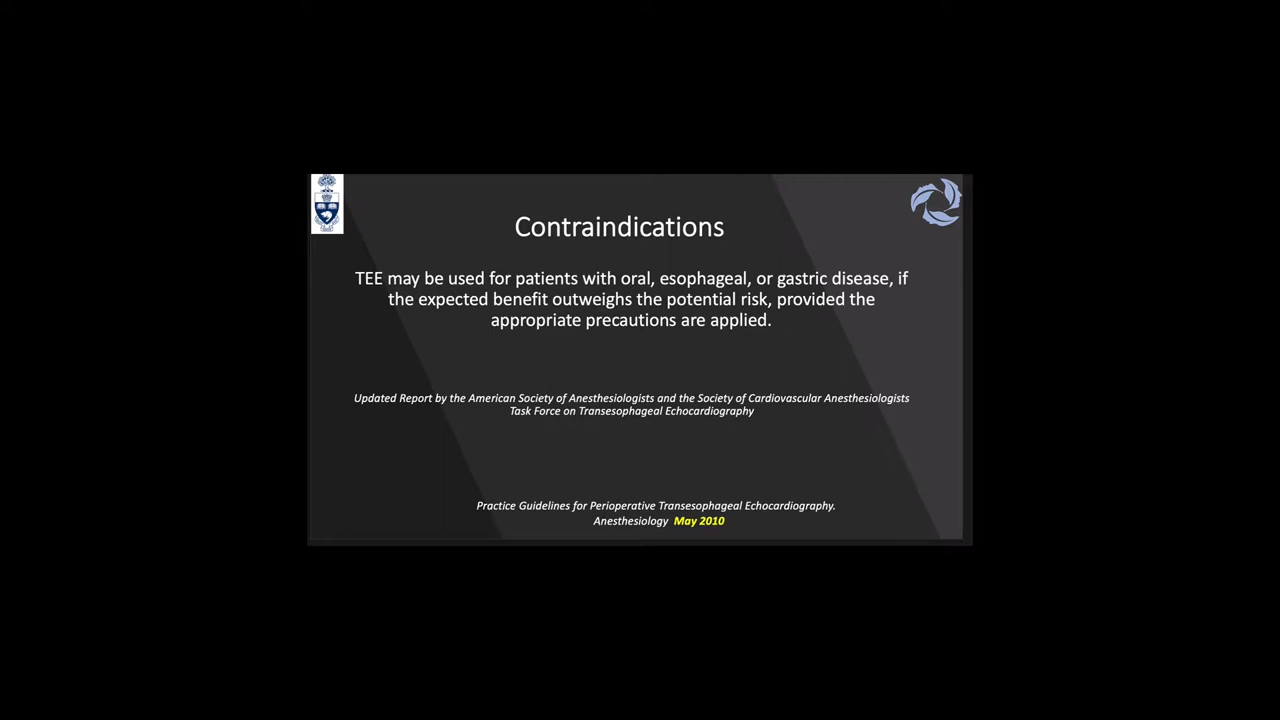 Contraindications
TEE may be used for patients with oral, esophageal, or gastric disease, if
the expected benefit outweighs the potential risk, provided the
appropriate precautions are applied.
Updated Report by the American Society of Anesthesiologists and the Society of Cardiovascular Anesthesiologists
Task Force on Transesophageal Echocardiography
Practice Guidelines for Perioperative Transesophageal Echocardiography.
Anesthesiology May 2010